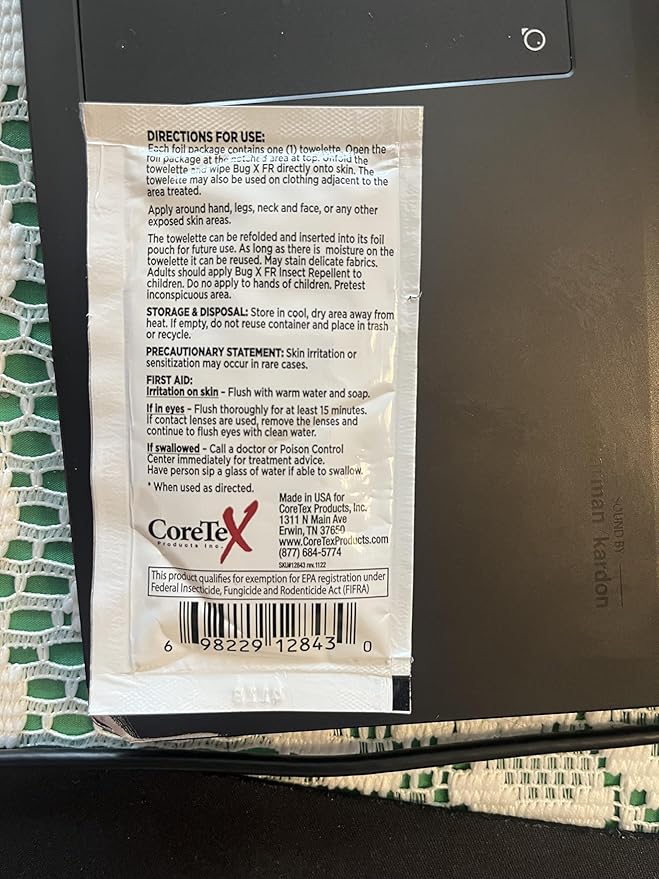 DIRECTIONS FOR USE:
Each foil package contains one (1) towelette. Open the
foil package at the notched area at top. Unfold the
towelette and wipe Bug X FR directly onto skin. The
towelette may also be used on clothing adjacent to the
area treated.
Apply around hand, legs, neck and face, or any other
exposed skin areas.
The towelette can be refolded and inserted into its foil
pouch for future use. As long as there is moisture on the
towelette it can be reused. May stain delicate fabrics.
Adults should apply Bug X FR Insect Repellent to
children. Do no apply to hands of children. Pretest
inconspicuous area.
STORAGE & DISPOSAL: Store in cool, dry area away from
heat. If empty, do not reuse container and place in trash
or recycle.
PRECAUTIONARY STATEMENT: Skin irritation or
sensitization may occur in rare cases.
FIRST AID:
Irritation on skin – Flush with warm water and soap.
If in eyes – Flush thoroughly for at least 15 minutes.
If contact lenses are used, remove the lenses and
continue to flush eyes with clean water.
If swallowed – Call a doctor or Poison Control
Center immediately for treatment advice.
Have person sip a glass of water if able to swallow.
* When used as directed.
CoreTeX
Products Inc.
Made in USA for
CoreTex Products, Inc.
1311 N Main Ave
Erwin, TN 37650
www.CoreTexProducts.com
(877) 684-5774
SKU#12843 rev.1122
This product qualifies for exemption for EPA registration under
Federal Insecticide, Fungicide and Rodenticide Act (FIFRA)
6 98229 12843 0
SOUND BY
harman kardon